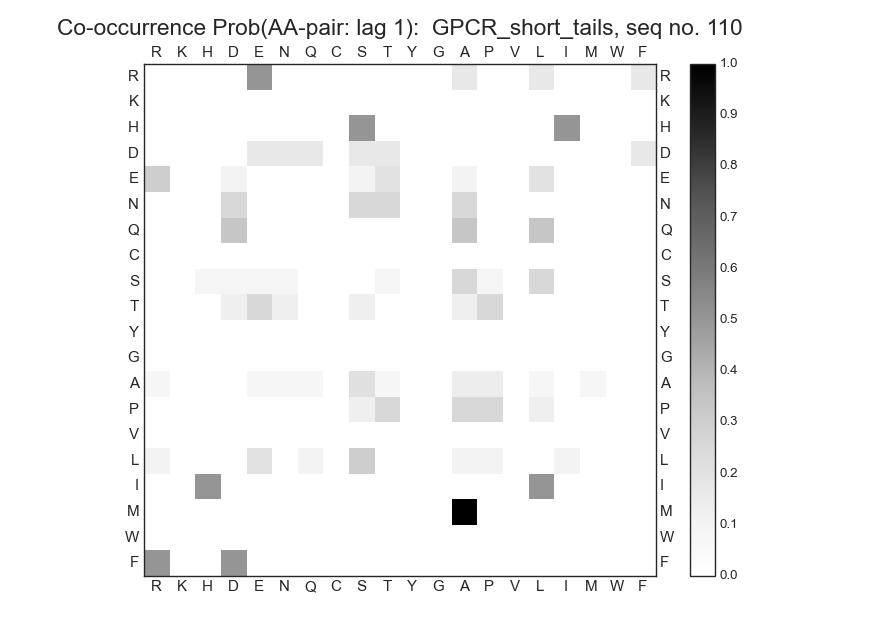 Co-occurrence Prob(AA-pair: lag 1):  GPCR_short_tails, seq no. 110
R K H D E N Q C S T Y G A P V L I M W F
R R
K K
H H
D D
E E
N N
Q Q
C C
S S
T T
Y Y
G G
A A
P P
V V
L L
I I
M M
W W
F F
R K H D E N Q C S T Y G A P V L I M W F
1.0
0.9
0.8
0.7
0.6
0.5
0.4
0.3
0.2
0.1
0.0